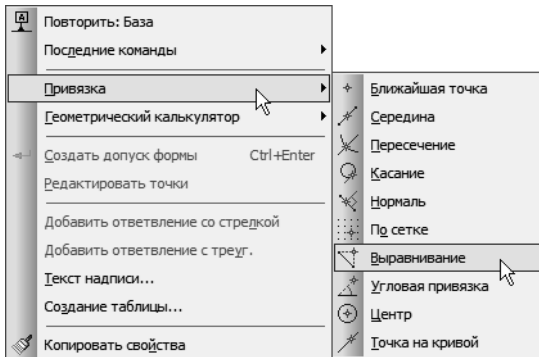 Повторить: База
Последние команды
Привязка
Геометрический калькулятор
Создать допуск формы Ctrl+Enter
Редактировать точки
Добавить ответвление со стрелкой
Добавить ответвление с треуг.
Текст надписи...
Создание таблицы...
Копировать свойства
Ближайшая точка
Середина
Пересечение
Касание
Нормаль
По сетке
Выравнивание
Угловая привязка
Центр
Точка на кривой